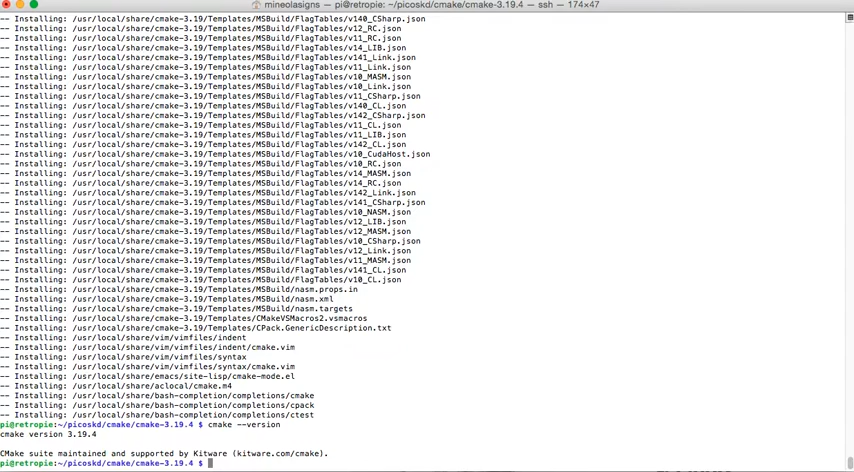 mineolasigns — pi@retropie: ~/picoskd/cmake/cmake-3.19.4 — ssh — 174×47
-- Installing: /usr/local/share/cmake-3.19/Templates/MSBuild/FlagTables/v140_CSharp.json
-- Installing: /usr/local/share/cmake-3.19/Templates/MSBuild/FlagTables/v12_RC.json
-- Installing: /usr/local/share/cmake-3.19/Templates/MSBuild/FlagTables/v11_RC.json
-- Installing: /usr/local/share/cmake-3.19/Templates/MSBuild/FlagTables/v14_LIB.json
-- Installing: /usr/local/share/cmake-3.19/Templates/MSBuild/FlagTables/v141_Link.json
-- Installing: /usr/local/share/cmake-3.19/Templates/MSBuild/FlagTables/v11_Link.json
-- Installing: /usr/local/share/cmake-3.19/Templates/MSBuild/FlagTables/v10_MASM.json
-- Installing: /usr/local/share/cmake-3.19/Templates/MSBuild/FlagTables/v10_Link.json
-- Installing: /usr/local/share/cmake-3.19/Templates/MSBuild/FlagTables/v11_CSharp.json
-- Installing: /usr/local/share/cmake-3.19/Templates/MSBuild/FlagTables/v140_CL.json
-- Installing: /usr/local/share/cmake-3.19/Templates/MSBuild/FlagTables/v142_CSharp.json
-- Installing: /usr/local/share/cmake-3.19/Templates/MSBuild/FlagTables/v11_CL.json
-- Installing: /usr/local/share/cmake-3.19/Templates/MSBuild/FlagTables/v11_LIB.json
-- Installing: /usr/local/share/cmake-3.19/Templates/MSBuild/FlagTables/v142_CL.json
-- Installing: /usr/local/share/cmake-3.19/Templates/MSBuild/FlagTables/v10_CudaHost.json
-- Installing: /usr/local/share/cmake-3.19/Templates/MSBuild/FlagTables/v10_RC.json
-- Installing: /usr/local/share/cmake-3.19/Templates/MSBuild/FlagTables/v14_MASM.json
-- Installing: /usr/local/share/cmake-3.19/Templates/MSBuild/FlagTables/v14_RC.json
-- Installing: /usr/local/share/cmake-3.19/Templates/MSBuild/FlagTables/v142_Link.json
-- Installing: /usr/local/share/cmake-3.19/Templates/MSBuild/FlagTables/v141_CSharp.json
-- Installing: /usr/local/share/cmake-3.19/Templates/MSBuild/FlagTables/v10_NASM.json
-- Installing: /usr/local/share/cmake-3.19/Templates/MSBuild/FlagTables/v12_LIB.json
-- Installing: /usr/local/share/cmake-3.19/Templates/MSBuild/FlagTables/v12_MASM.json
-- Installing: /usr/local/share/cmake-3.19/Templates/MSBuild/FlagTables/v10_CSharp.json
-- Installing: /usr/local/share/cmake-3.19/Templates/MSBuild/FlagTables/v12_Link.json
-- Installing: /usr/local/share/cmake-3.19/Templates/MSBuild/FlagTables/v11_MASM.json
-- Installing: /usr/local/share/cmake-3.19/Templates/MSBuild/FlagTables/v141_CL.json
-- Installing: /usr/local/share/cmake-3.19/Templates/MSBuild/FlagTables/v10_CL.json
-- Installing: /usr/local/share/cmake-3.19/Templates/MSBuild/nasm.props.in
-- Installing: /usr/local/share/cmake-3.19/Templates/MSBuild/nasm.xml
-- Installing: /usr/local/share/cmake-3.19/Templates/MSBuild/nasm.targets
-- Installing: /usr/local/share/cmake-3.19/Templates/CMakeVSMacros2.vsmacros
-- Installing: /usr/local/share/cmake-3.19/Templates/CPack.GenericDescription.txt
-- Installing: /usr/local/share/vim/vimfiles/indent
-- Installing: /usr/local/share/vim/vimfiles/indent/cmake.vim
-- Installing: /usr/local/share/vim/vimfiles/syntax
-- Installing: /usr/local/share/vim/vimfiles/syntax/cmake.vim
-- Installing: /usr/local/share/emacs/site-lisp/cmake-mode.el
-- Installing: /usr/local/share/aclocal/cmake.m4
-- Installing: /usr/local/share/bash-completion/completions/cmake
-- Installing: /usr/local/share/bash-completion/completions/cpack
-- Installing: /usr/local/share/bash-completion/completions/ctest
pi@retropie:~/picoskd/cmake/cmake-3.19.4 $ cmake --version
cmake version 3.19.4
CMake suite maintained and supported by Kitware (kitware.com/cmake).
pi@retropie:~/picoskd/cmake/cmake-3.19.4 $